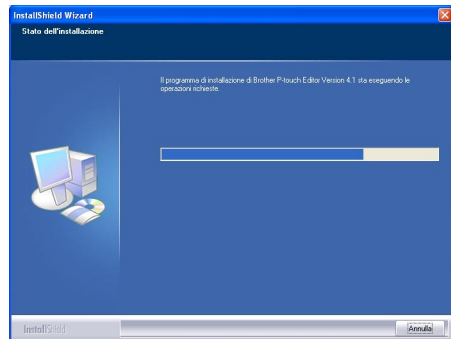 InstallShield Wizard
Stato dell'installazione
Il programma di installazione di Brother P-touch Editor Version 4.1 sta eseguendo le
operazioni richieste.
InstallShield
Annulla